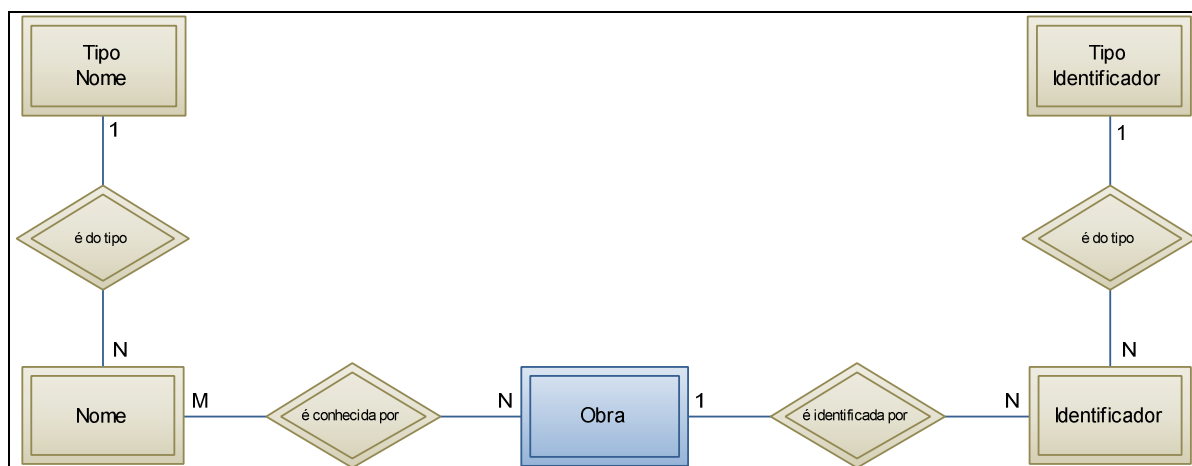 Tipo
Nome
Tipo
Identificador
1
1
é do tipo
é do tipo
N
N
Nome
M
é conhecida por
N
Obra
1
é identificada por
N
Identificador